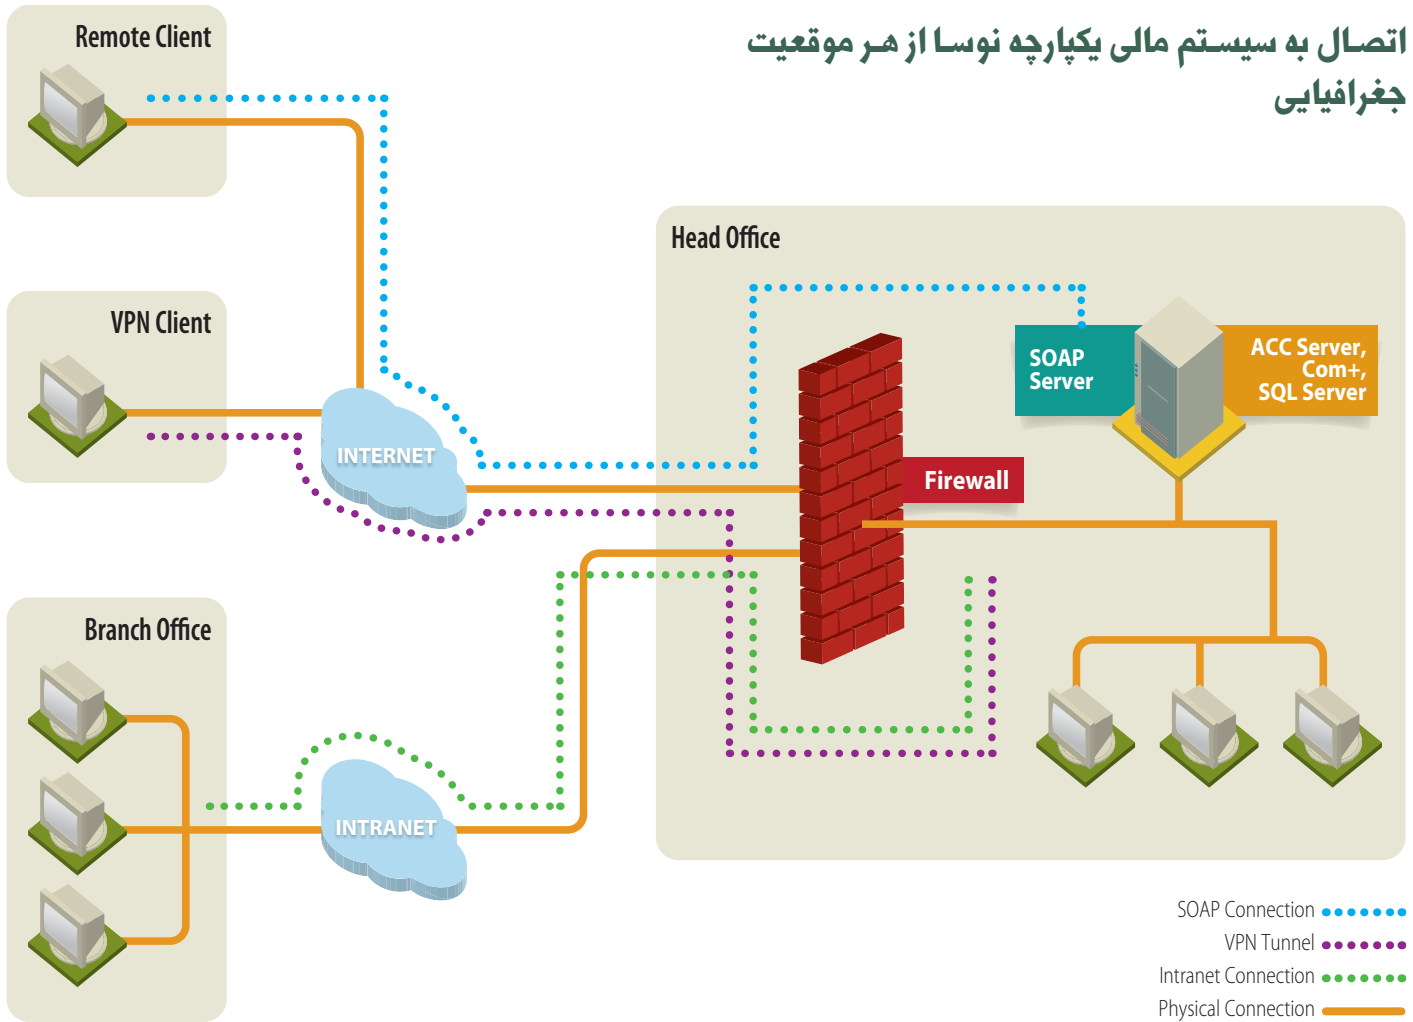 اتصال به سیستم مالی یکپارچه نوسا از هر موقعیت
جغرافیایی
Remote Client
VPN Client
Branch Office
INTERNET
INTRANET
Head Office
SOAP
Server
ACC Server,
Com+,
SQL Server
Firewall
SOAP Connection
VPN Tunnel
Intranet Connection
Physical Connection